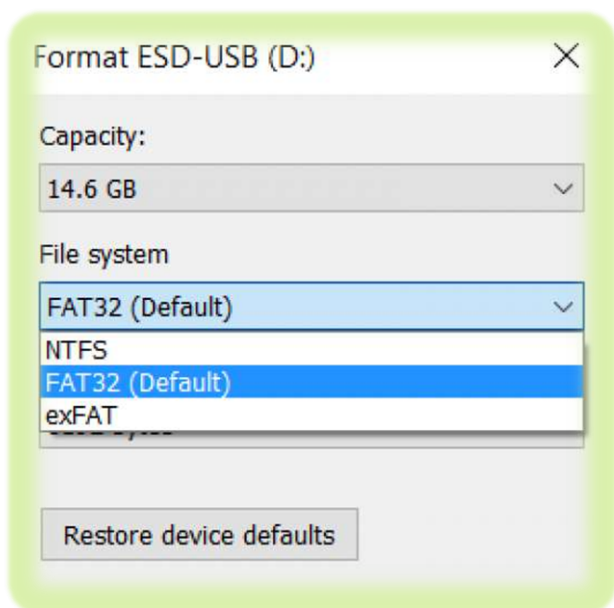 Format ESD-USB (D:)
Capacity:
14.6 GB
File system
FAT32 (Default)
NTFS
FAT32 (Default)
exFAT
Restore device defaults